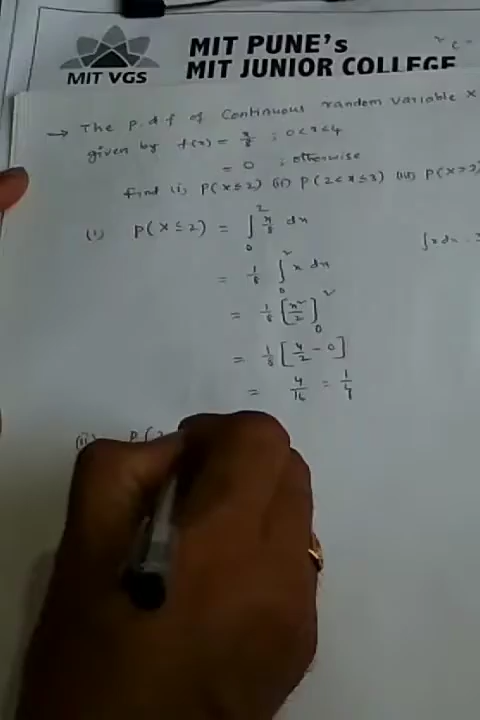 MIT VGS
MIT PUNE's
MIT JUNIOR COLLEGE
→ The p.d.f of Continuous random variable X
given by f(x) = x/8 ; 0<x<4
= 0 ; otherwise
Find (i) P(x≤2) (ii) P(2<x≤3) (iii) P(x>3)
(i) P(x≤2) = ∫₀² x/8 dx
∫x dx =
= 1/8 ∫₀² x dx
= 1/8 [x²/2]₀²
= 1/8 [4/2 - 0]
= 4/16 = 1/4
(ii) P(2